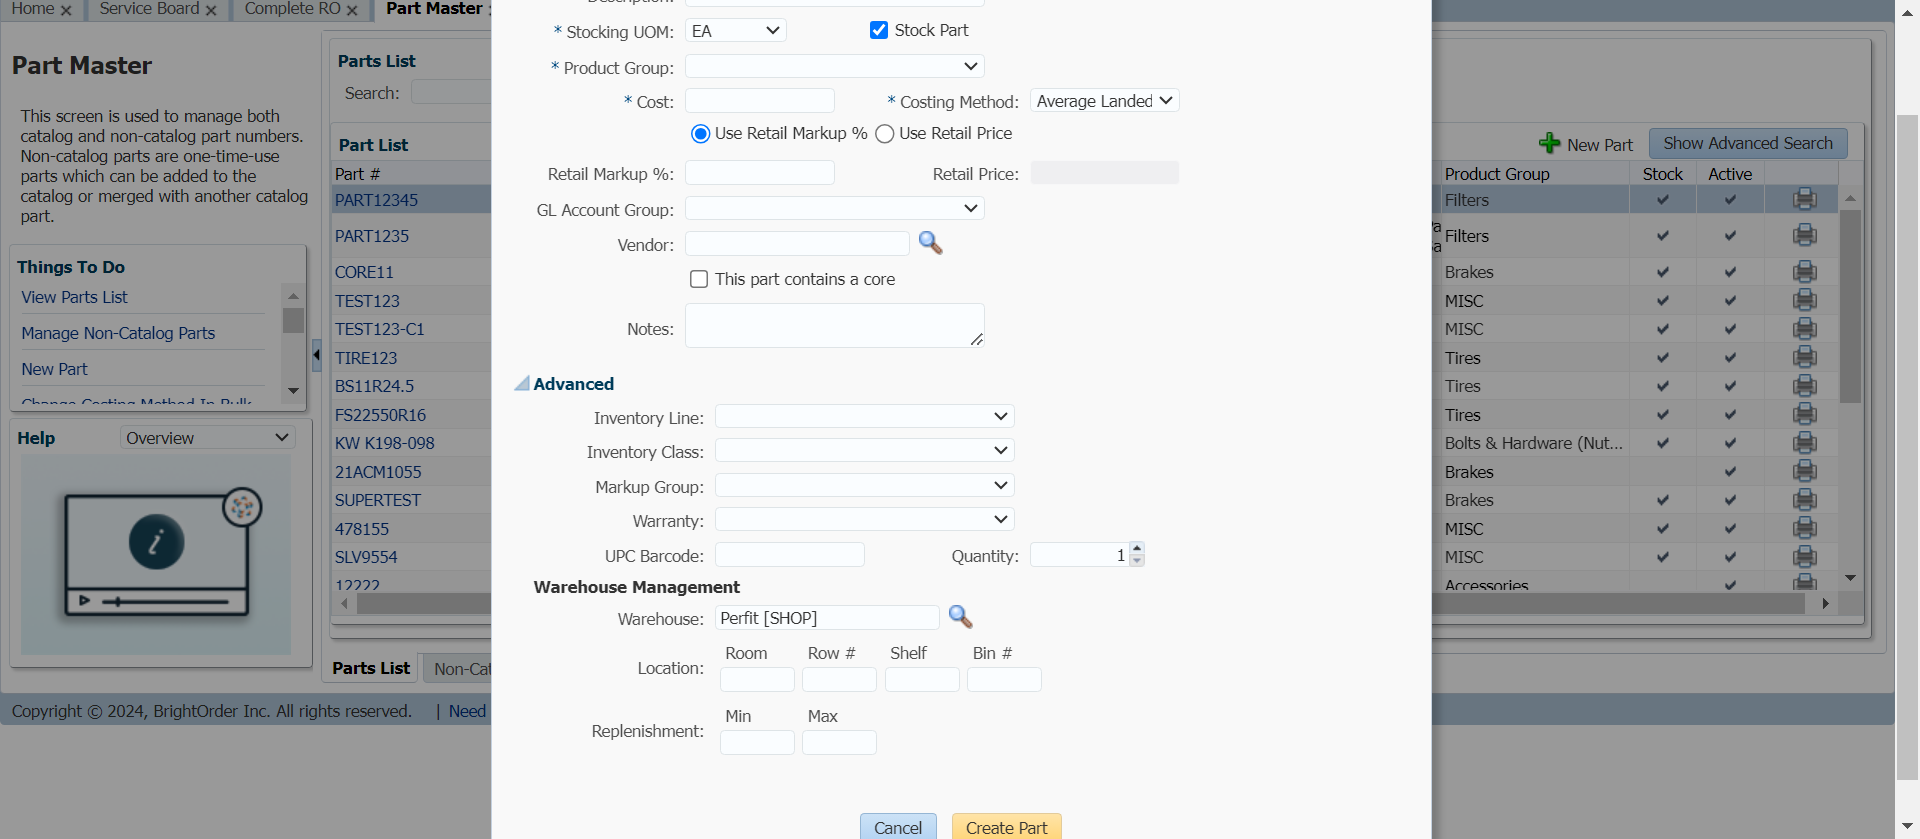 Home × Service Board × Complete RO × Part Master
Part Master
This screen is used to manage both
catalog and non-catalog part numbers.
Non-catalog parts are one-time-use
parts which can be added to the
catalog or merged with another catalog
part.
Things To Do
View Parts List
Manage Non-Catalog Parts
New Part
Change Costing Method In Bulk
Help Overview
i
Parts List
Search:
Part List
Part #
PART12345
PART1235
CORE11
TEST123
TEST123-C1
TIRE123
BS11R24.5
FS22550R16
KW K198-098
21ACM1055
SUPERTEST
478155
SLV9554
12222
Parts List Non-Cat
Description:
* Stocking UOM: EA Stock Part
* Product Group:
* Cost: * Costing Method: Average Landed
Use Retail Markup % Use Retail Price
Retail Markup %: Retail Price:
GL Account Group:
Vendor:
This part contains a core
Notes:
Advanced
Inventory Line:
Inventory Class:
Markup Group:
Warranty:
UPC Barcode: Quantity: 1
Warehouse Management
Warehouse: Perfit [SHOP]
Room Row # Shelf Bin #
Location:
Min Max
Replenishment:
Cancel Create Part
New Part Show Advanced Search
Product Group Stock Active
Filters
Filters
Brakes
MISC
MISC
Tires
Tires
Tires
Bolts & Hardware (Nut...
Brakes
Brakes
MISC
MISC
Accessories
Copyright © 2024, BrightOrder Inc. All rights reserved. | Need